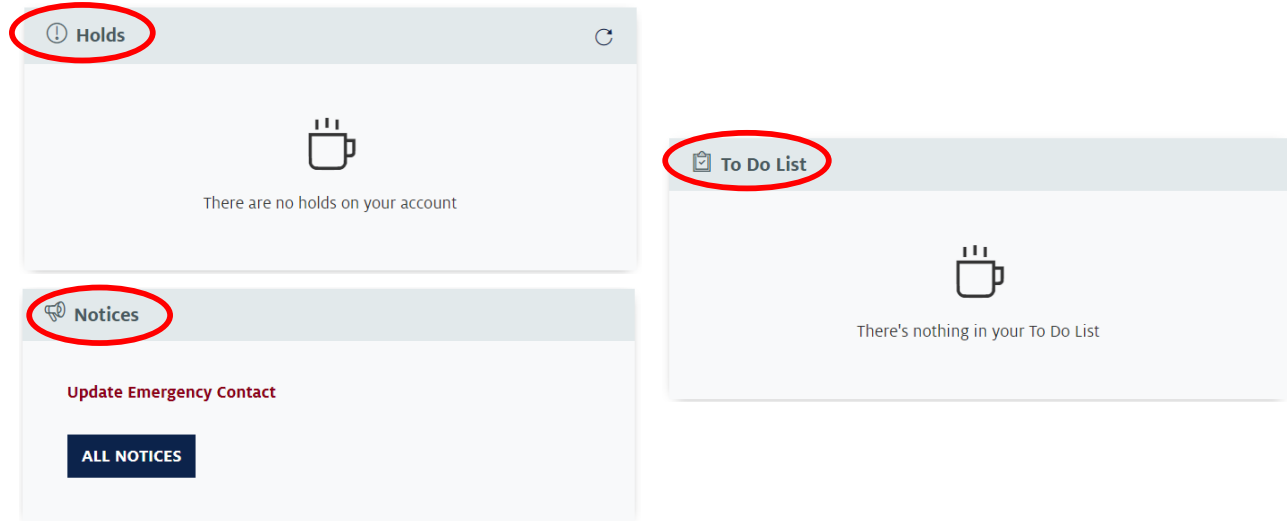 Holds
There are no holds on your account
Notices
Update Emergency Contact
ALL NOTICES
To Do List
There's nothing in your To Do List